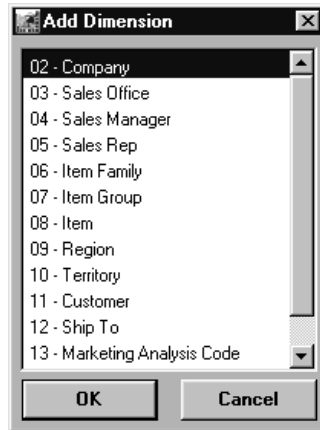 Add Dimension
02 - Company
03 - Sales Office
04 - Sales Manager
05 - Sales Rep
06 - Item Family
07 - Item Group
08 - Item
09 - Region
10 - Territory
11 - Customer
12 - Ship To
13 - Marketing Analysis Code
OK Cancel